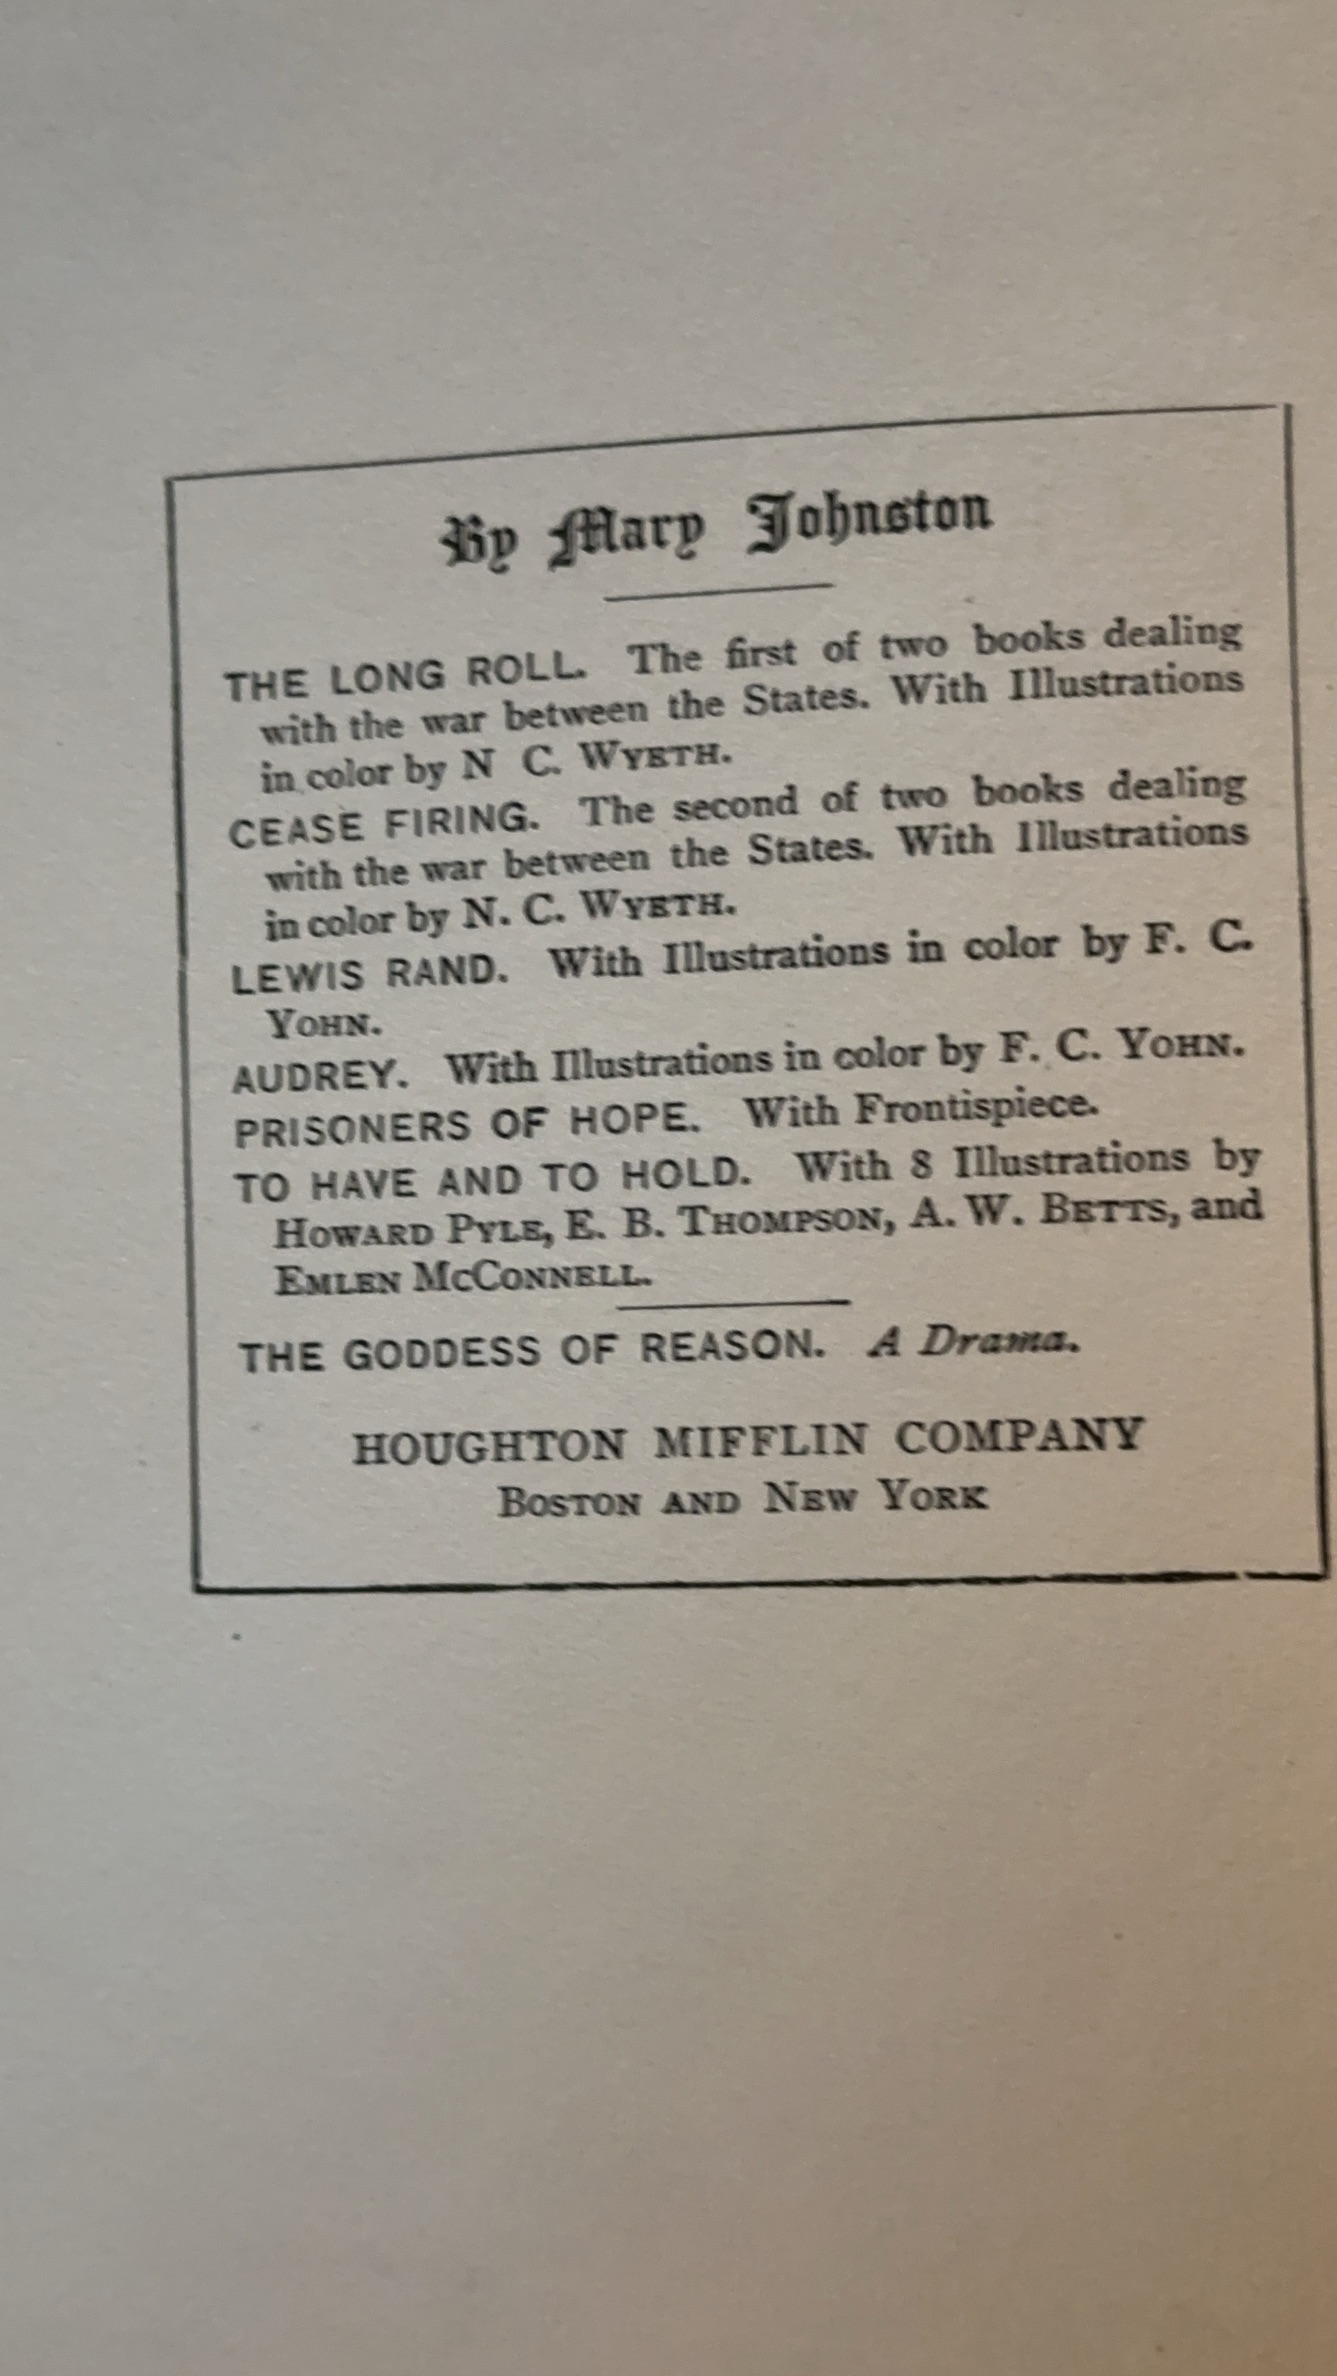 By Mary Johnston
THE LONG ROLL. The first of two books dealing
with the war between the States. With Illustrations
in color by N C. WYETH.
CEASE FIRING. The second of two books dealing
with the war between the States. With Illustrations
in color by N. C. WYETH.
LEWIS RAND. With Illustrations in color by F. C.
YOHN.
AUDREY. With Illustrations in color by F. C. YOHN.
PRISONERS OF HOPE. With Frontispiece.
TO HAVE AND TO HOLD. With 8 Illustrations by
HOWARD PYLE, E. B. THOMPSON, A. W. BETTS, and
EMLEN MCCONNELL.
THE GODDESS OF REASON. A Drama.
HOUGHTON MIFFLIN COMPANY
BOSTON AND NEW YORK